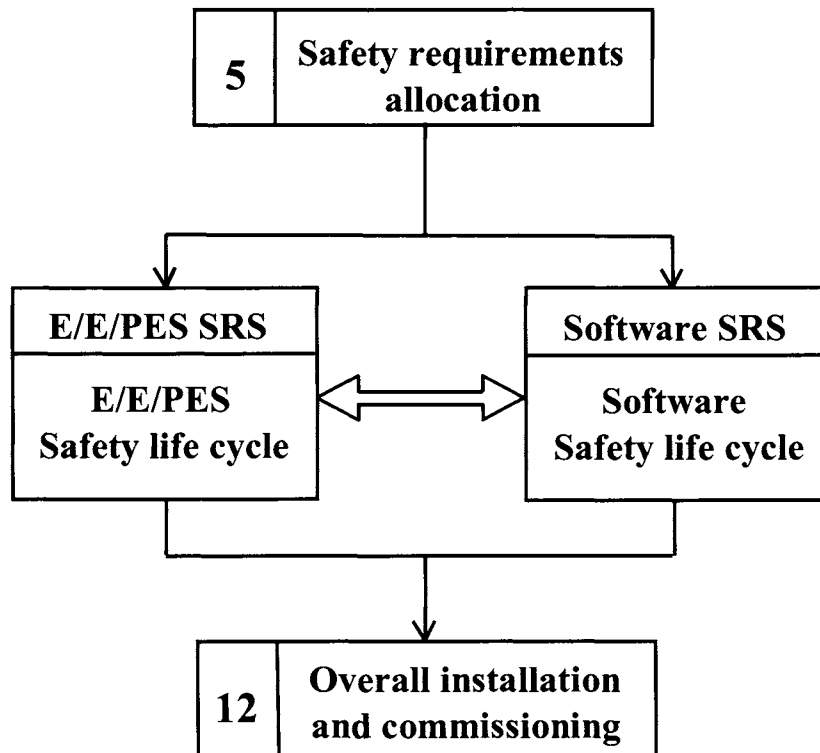 5
Safety requirements
allocation
E/E/PES SRS
E/E/PES
Safety life cycle
Software SRS
Software
Safety life cycle
12
Overall installation
and commissioning